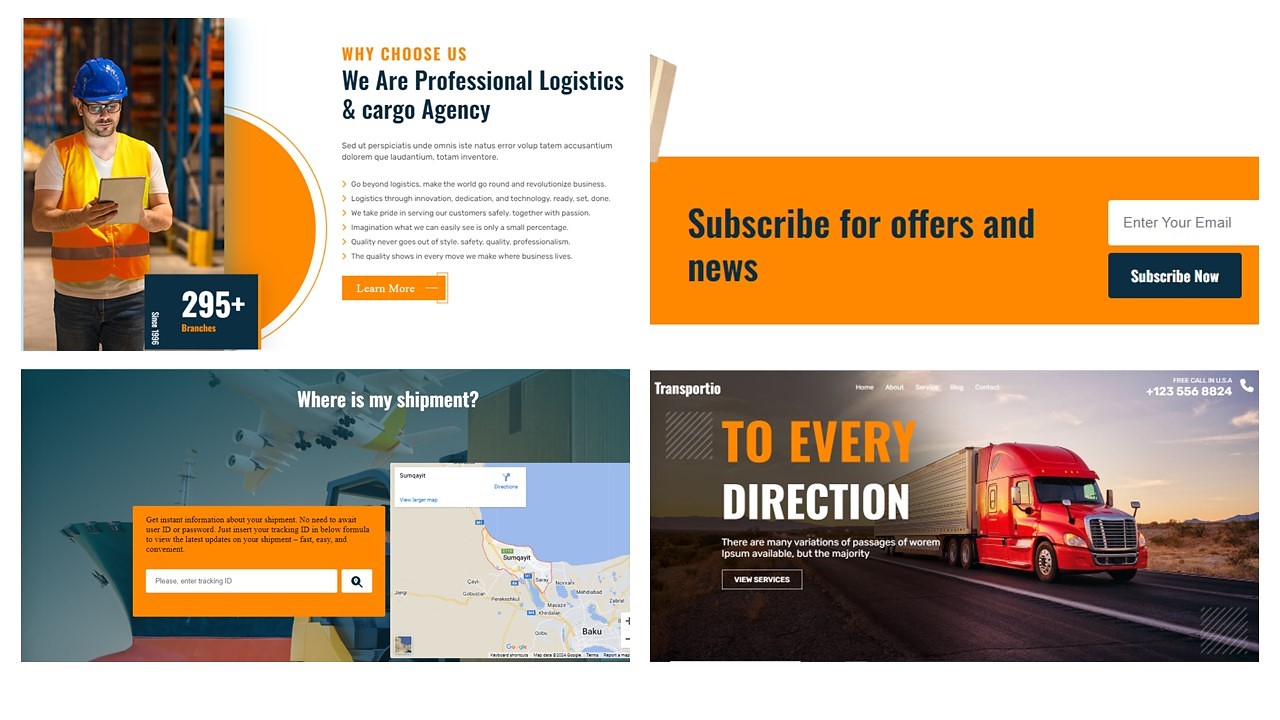 WHY CHOOSE US
We Are Professional Logistics
& cargo Agency
Sed ut perspiciatis unde omnis iste natus error volup tatem accusantium
dolorem que laudantium, totam inventore.
Go beyond logistics, make the world go round and revolutionize business.
Logistics through innovation, dedication, and technology. ready, set, done.
We take pride in serving our customers safely. together with passion.
Imagination what we can easily see is only a small percentage.
Quality never goes out of style. safety, quality, professionalism.
The quality shows in every move we make where business lives.
Learn More
295+
Branches
Since 1996
Subscribe for offers and
news
Enter Your Email
Subscribe Now
Where is my shipment?
Get instant information about your shipment. No need to await
user ID or password. Just insert your tracking ID in below formula
to view the latest updates on your shipment – fast, easy, and
convenient.
Please, enter tracking ID
Sumqayit
Directions
View larger map
M1
E119
Sumqayit
Çeyi
M1
Saray
Novxanı
Jangi
Gobustan
Perekeshkul
Mehdiabad
Masazir
Zabrat
M1
Khirdalan
Qobu
Baku
Google
Keyboard shortcuts
Map data ©2024 Google
Terms
Report a map
Transportio
Home
About
Service
Blog
Contact
FREE CALL IN U.S.A
+123 556 8824
TO EVERY
DIRECTION
There are many variations of passages of worem
Ipsum available, but the majority
VIEW SERVICES